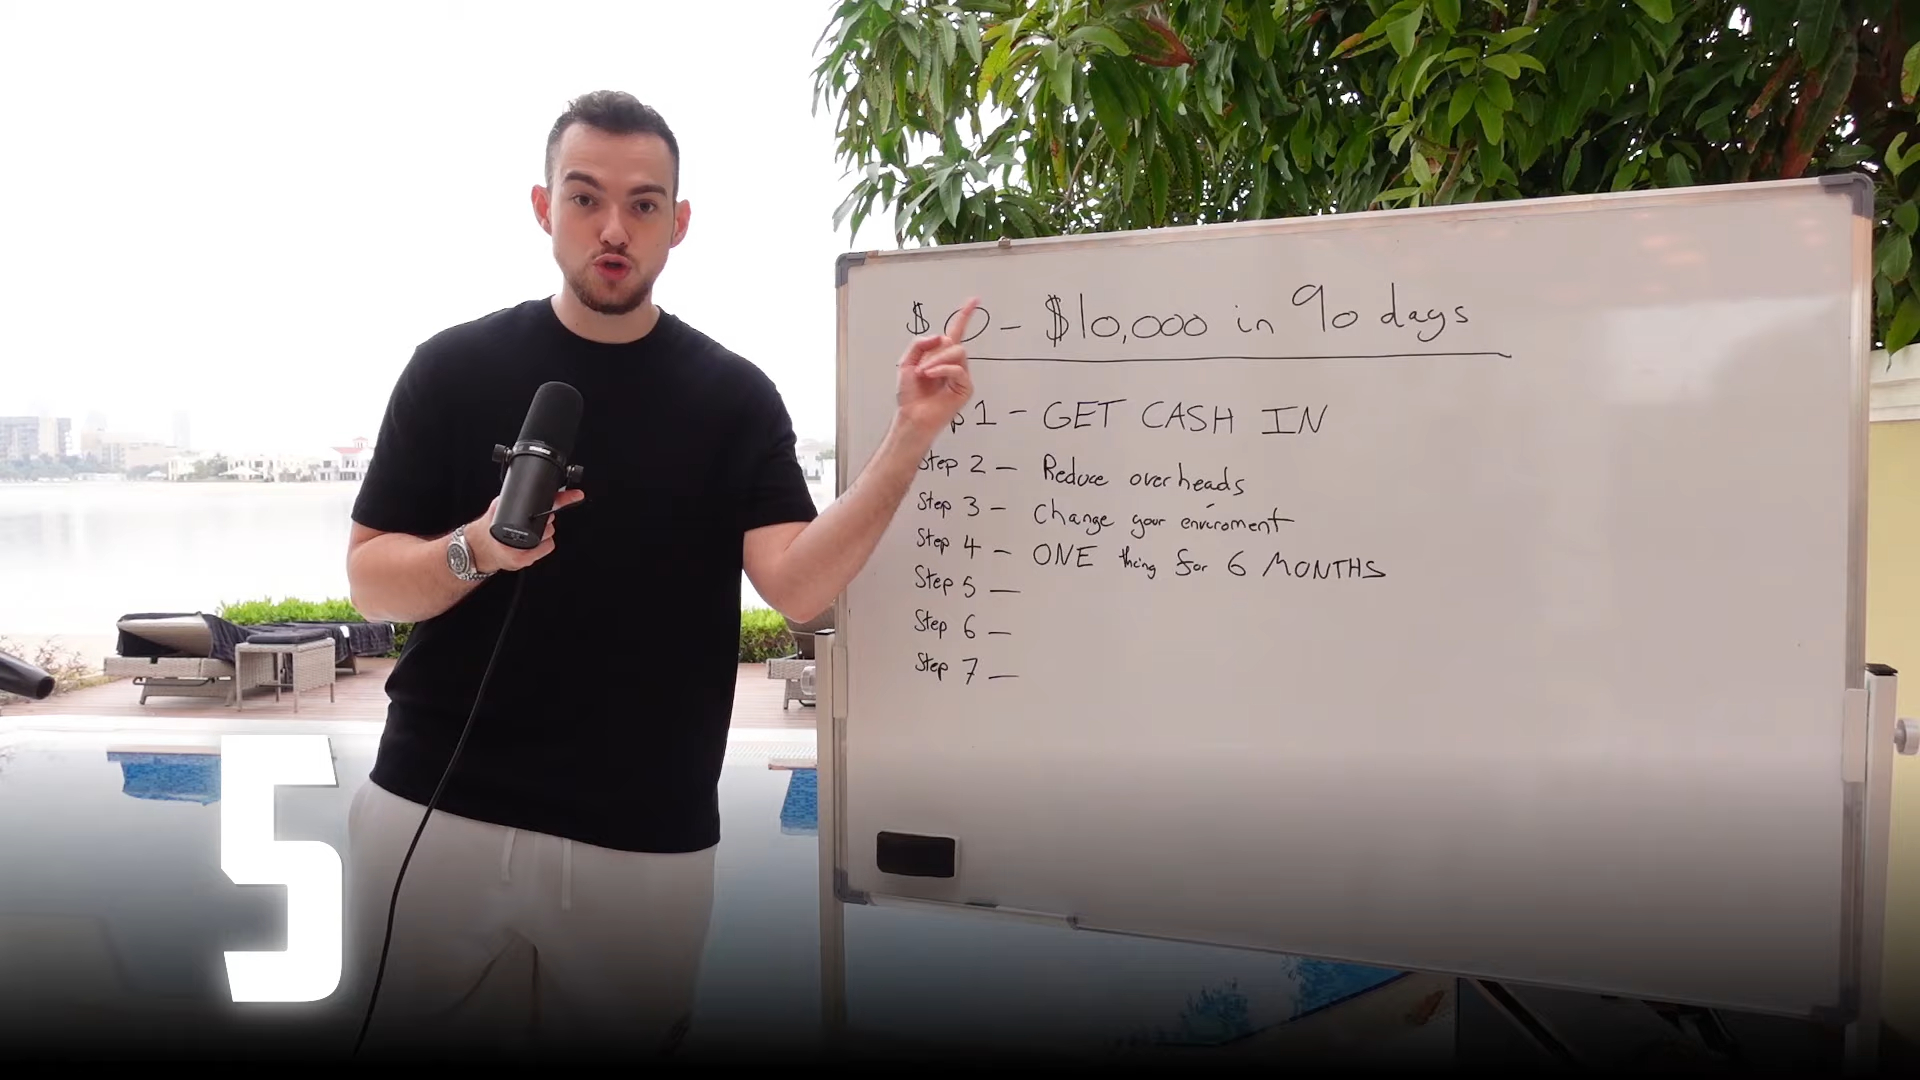 $0 - $10,000 in 90 days
p 1 - GET CASH IN
Step 2 - Reduce overheads
Step 3 - Change your enviroment
Step 4 - ONE thing for 6 MONTHS
Step 5 -
Step 6 -
Step 7 -
5